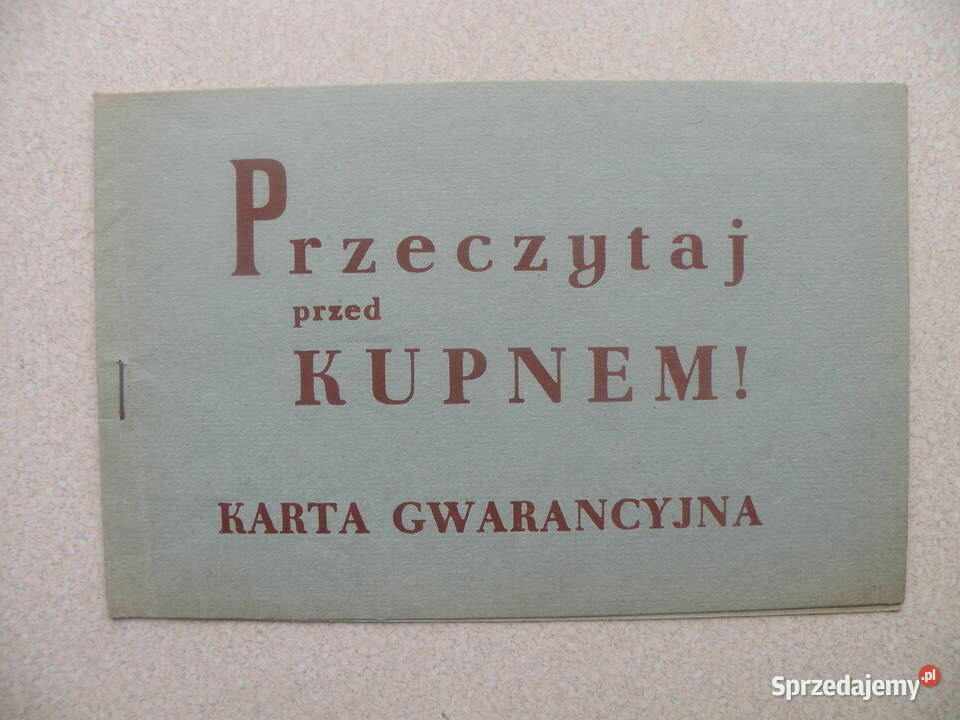 Przeczytaj
przed
KUPNEM!
KARTA GWARANCYJNA
Sprzedajemy.pl